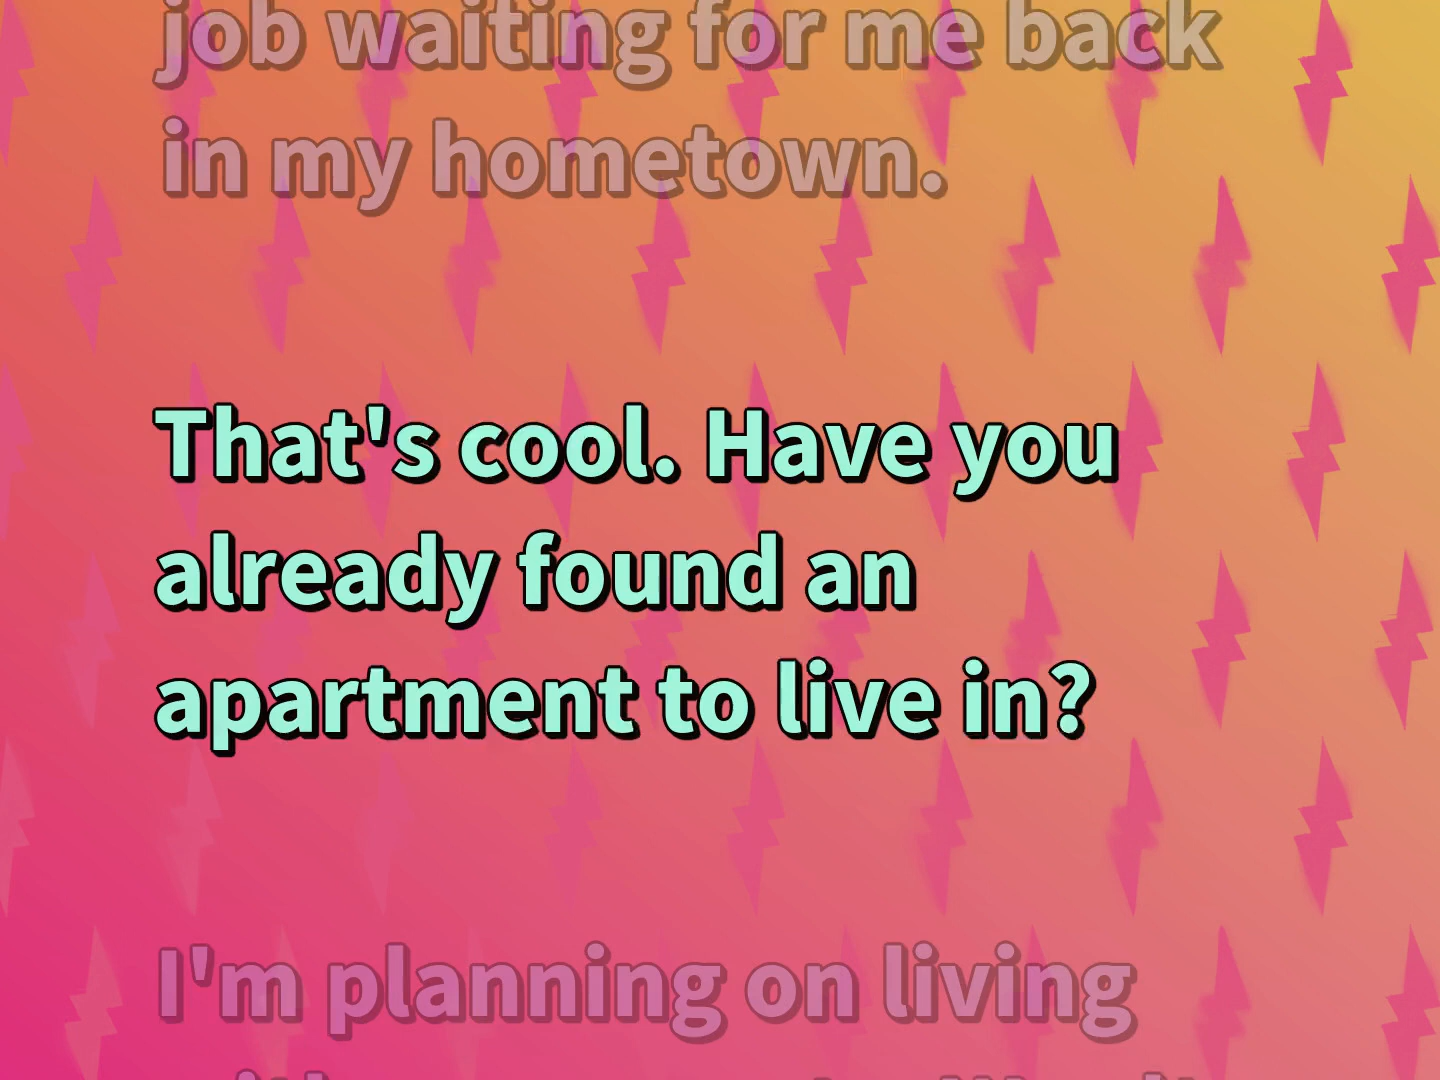 job waiting for me back
in my hometown.
That's cool. Have you
already found an
apartment to live in?
I'm planning on living